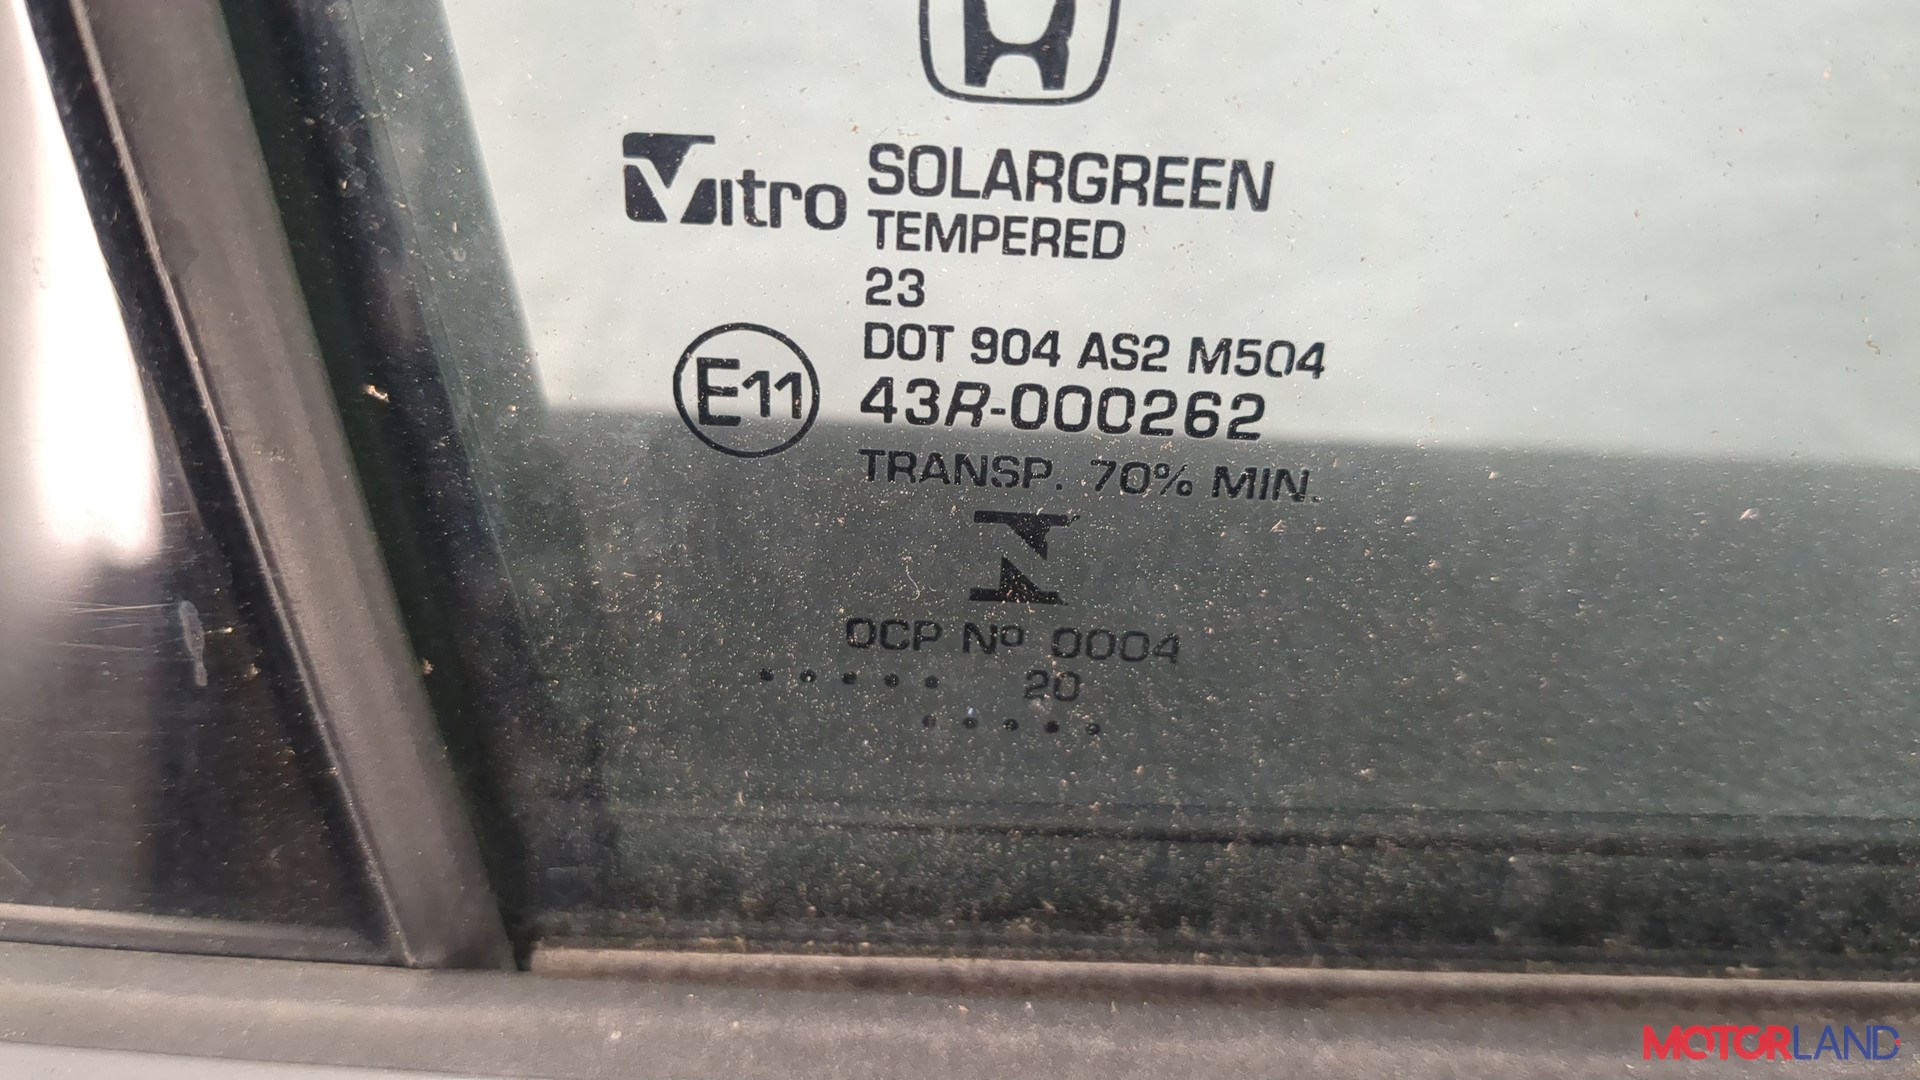 Vitro SOLARGREEN
TEMPERED
23
DOT 904 AS2 M504
E11 43R-000262
TRANSP. 70% MIN.
OCP Nº 0004
20
MOTORLAND